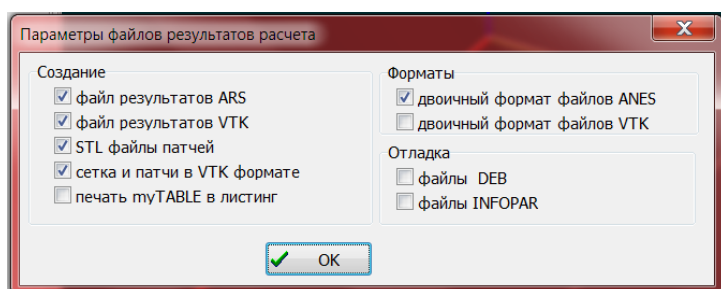 Параметры файлов результатов расчета
Создание
файл результатов ARS
файл результатов VTK
STL файлы патчей
сетка и патчи в VTK формате
печать myTABLE в листинг
Форматы
двоичный формат файлов ANES
двоичный формат файлов VTK
Отладка
файлы DEB
файлы INFOPAR
OK